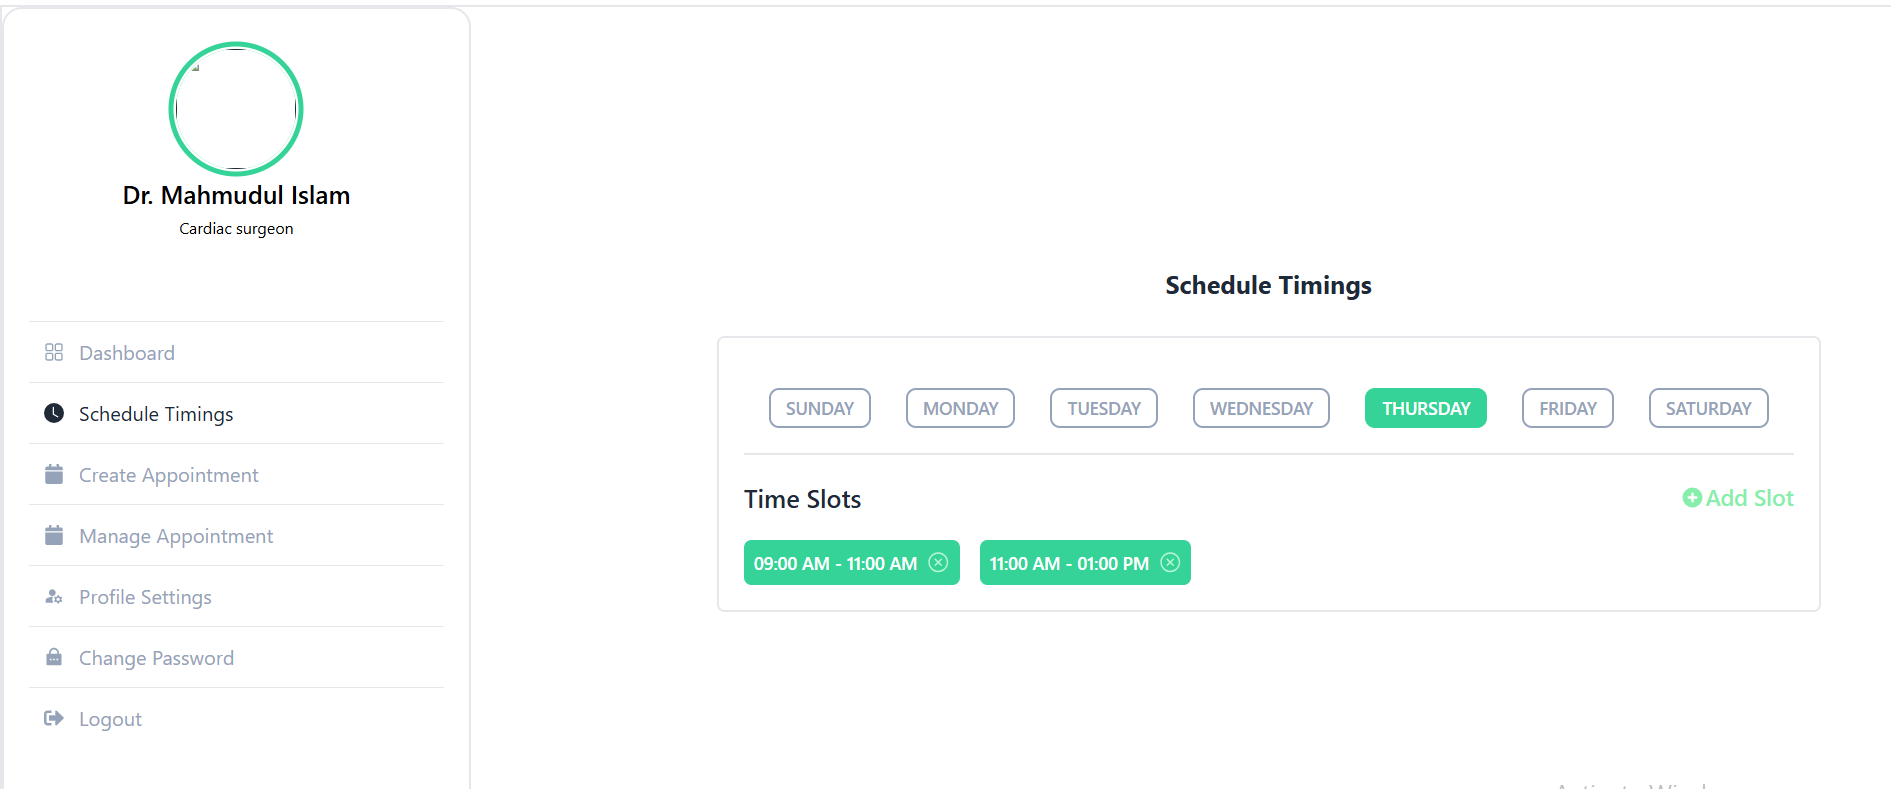 Dr. Mahmudul Islam
Cardiac surgeon
Dashboard
Schedule Timings
Create Appointment
Manage Appointment
Profile Settings
Change Password
Logout
Schedule Timings
SUNDAY MONDAY TUESDAY WEDNESDAY THURSDAY FRIDAY SATURDAY
Time Slots Add Slot
09:00 AM - 11:00 AM 11:00 AM - 01:00 PM